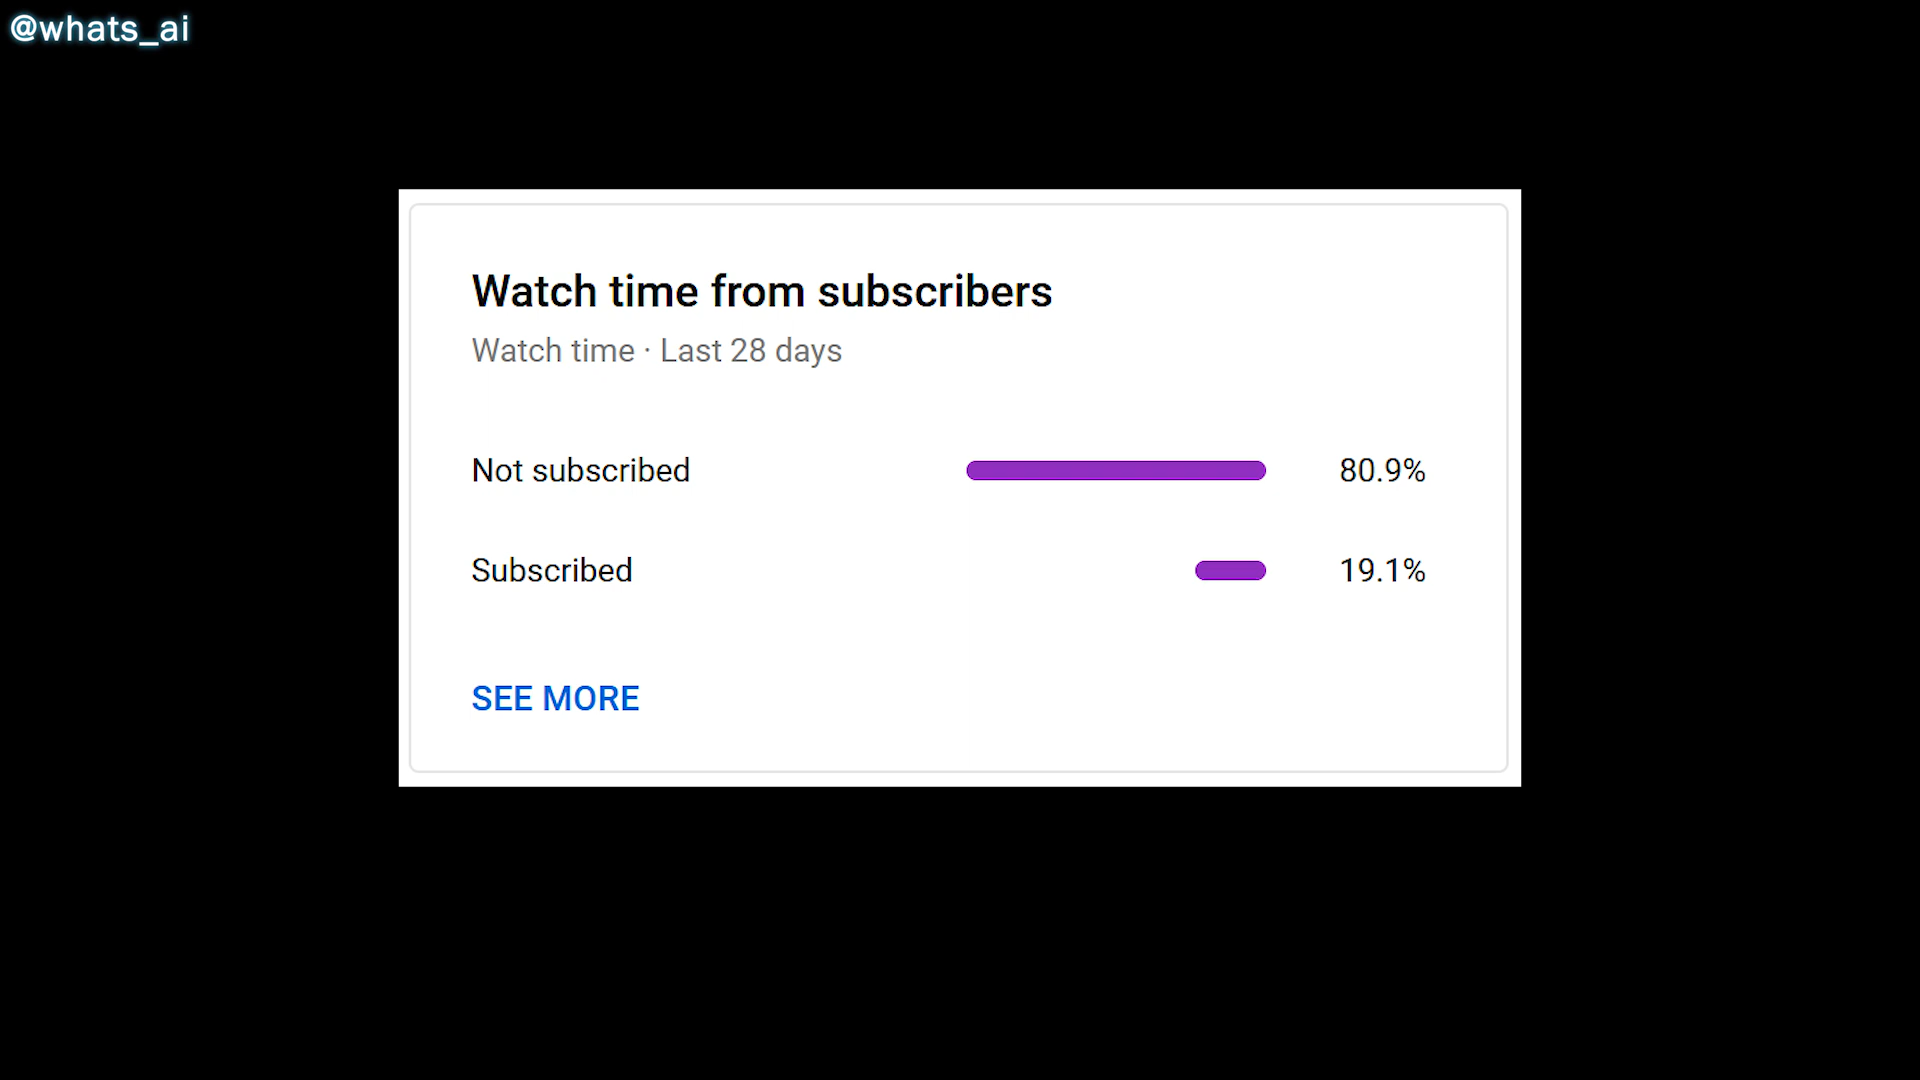 @whats_ai
Watch time from subscribers
Watch time · Last 28 days
Not subscribed 80.9%
Subscribed 19.1%
SEE MORE